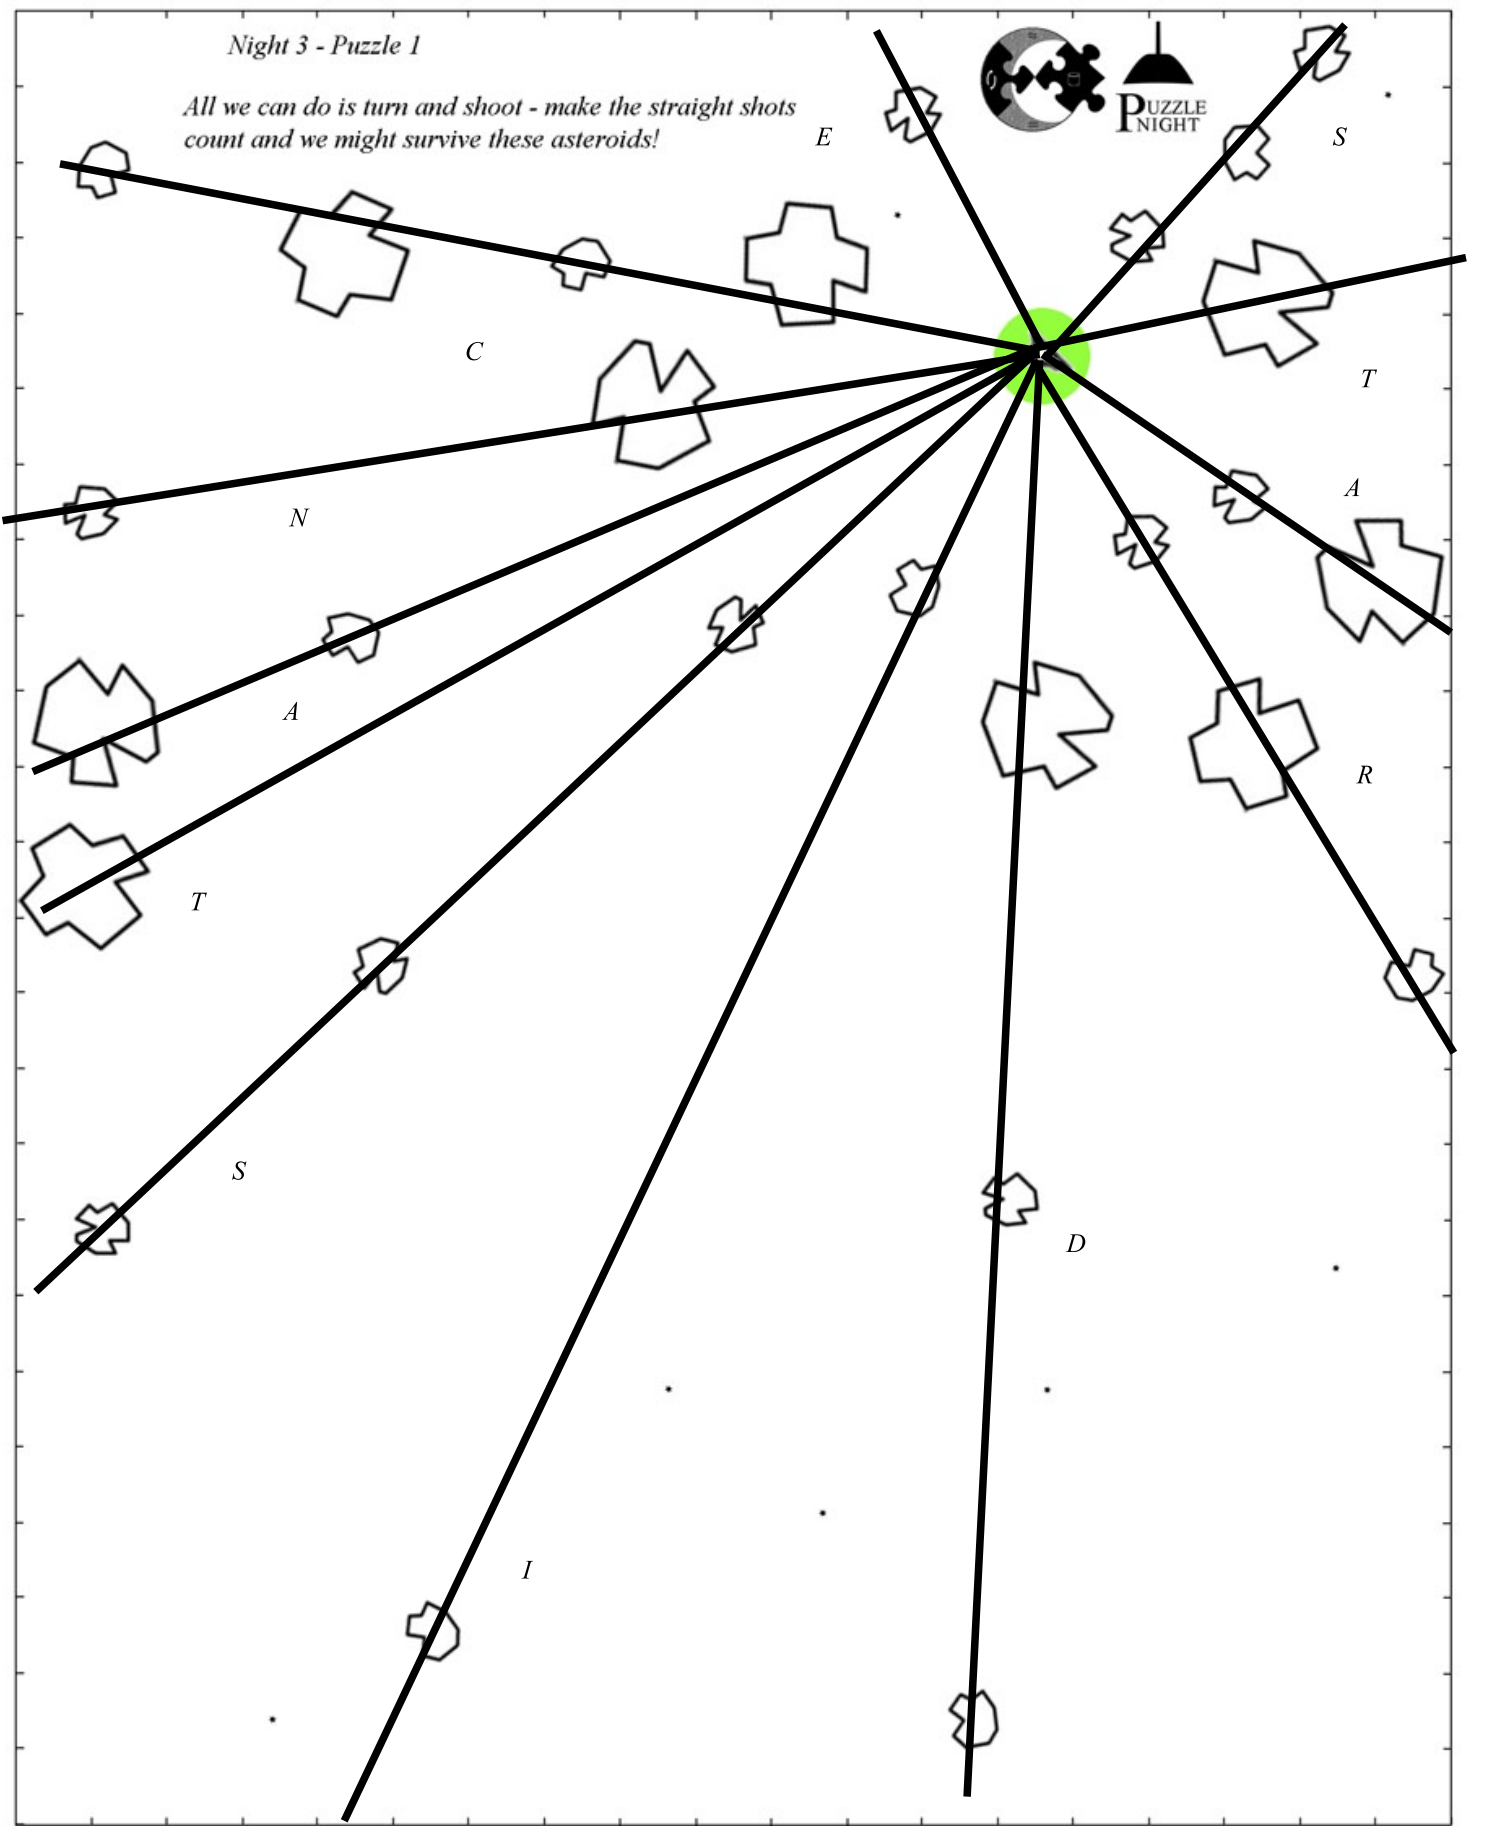 Night 3 - Puzzle 1
All we can do is turn and shoot - make the straight shots
count and we might survive these asteroids!
PUZZLE
NIGHT
E
S
C
T
A
N
A
R
T
S
D
I